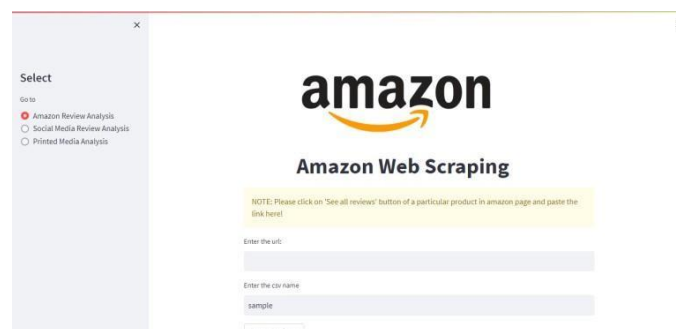 ×
Select
Go to
Amazon Review Analysis
Social Media Review Analysis
Printed Media Analysis
amazon
Amazon Web Scraping
NOTE: Please click on 'See all reviews' button of a particular product in amazon page and paste the
link here!
Enter the url:
Enter the csv name
sample